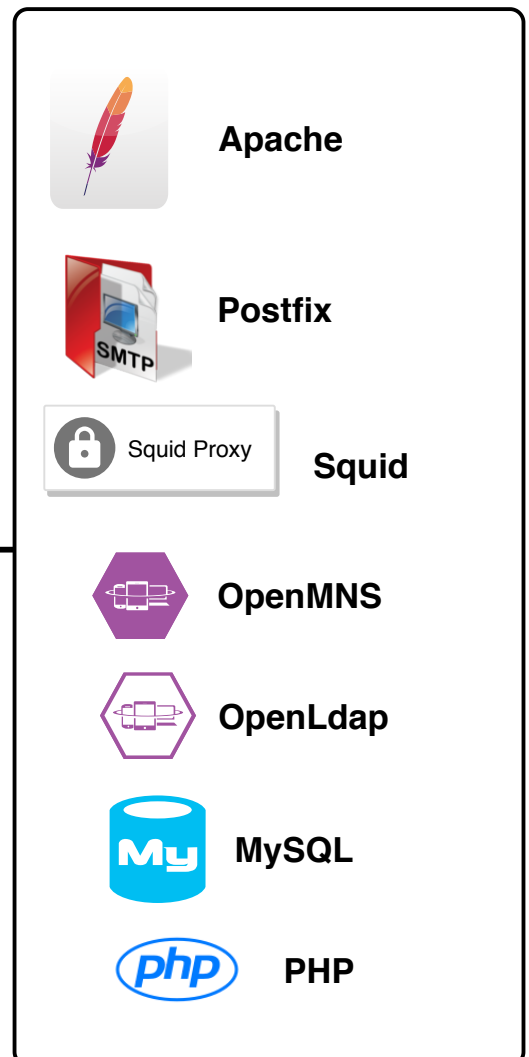 Apache
SMTP
Postfix
Squid Proxy
Squid
OpenMNS
OpenLdap
My
MySQL
php
PHP